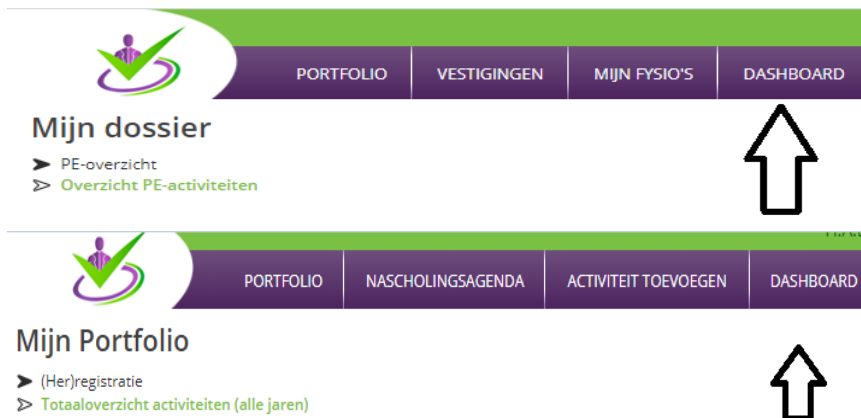 PORTFOLIO VESTIGINGEN MIJN FYSIO'S DASHBOARD
Mijn dossier
PE-overzicht
Overzicht PE-activiteiten
PORTFOLIO NASCHOLINGSAGENDA ACTIVITEIT TOEVOEGEN DASHBOARD
Mijn Portfolio
(Her)registratie
Totaaloverzicht activiteiten (alle jaren)